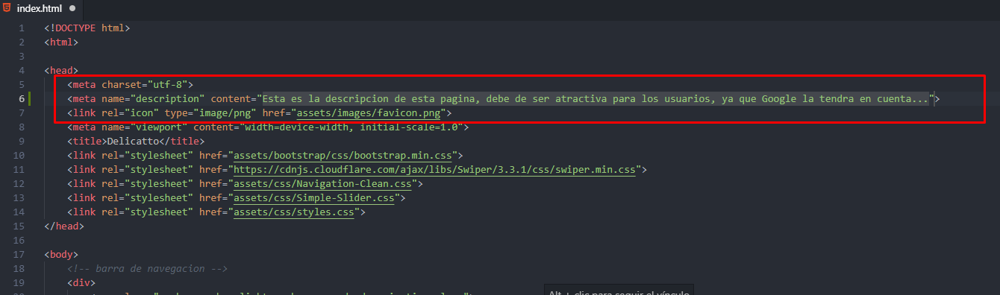 index.html
1 <!DOCTYPE html>
2 <html>
3
4 <head>
5 <meta charset="utf-8">
6 <meta name="description" content="Esta es la descripcion de esta pagina, debe de ser atractiva para los usuarios, ya que Google la tendra en cuenta...">
7 <link rel="icon" type="image/png" href="assets/images/favicon.png">
8 <meta name="viewport" content="width=device-width, initial-scale=1.0">
9 <title>Delicatto</title>
10 <link rel="stylesheet" href="assets/bootstrap/css/bootstrap.min.css">
11 <link rel="stylesheet" href="https://cdnjs.cloudflare.com/ajax/libs/Swiper/3.3.1/css/swiper.min.css">
12 <link rel="stylesheet" href="assets/css/Navigation-Clean.css">
13 <link rel="stylesheet" href="assets/css/Simple-Slider.css">
14 <link rel="stylesheet" href="assets/css/styles.css">
15 </head>
16
17 <body>
18 <!-- barra de navegacion -->
19 <div>
Alt + clic para seguir el vínculo